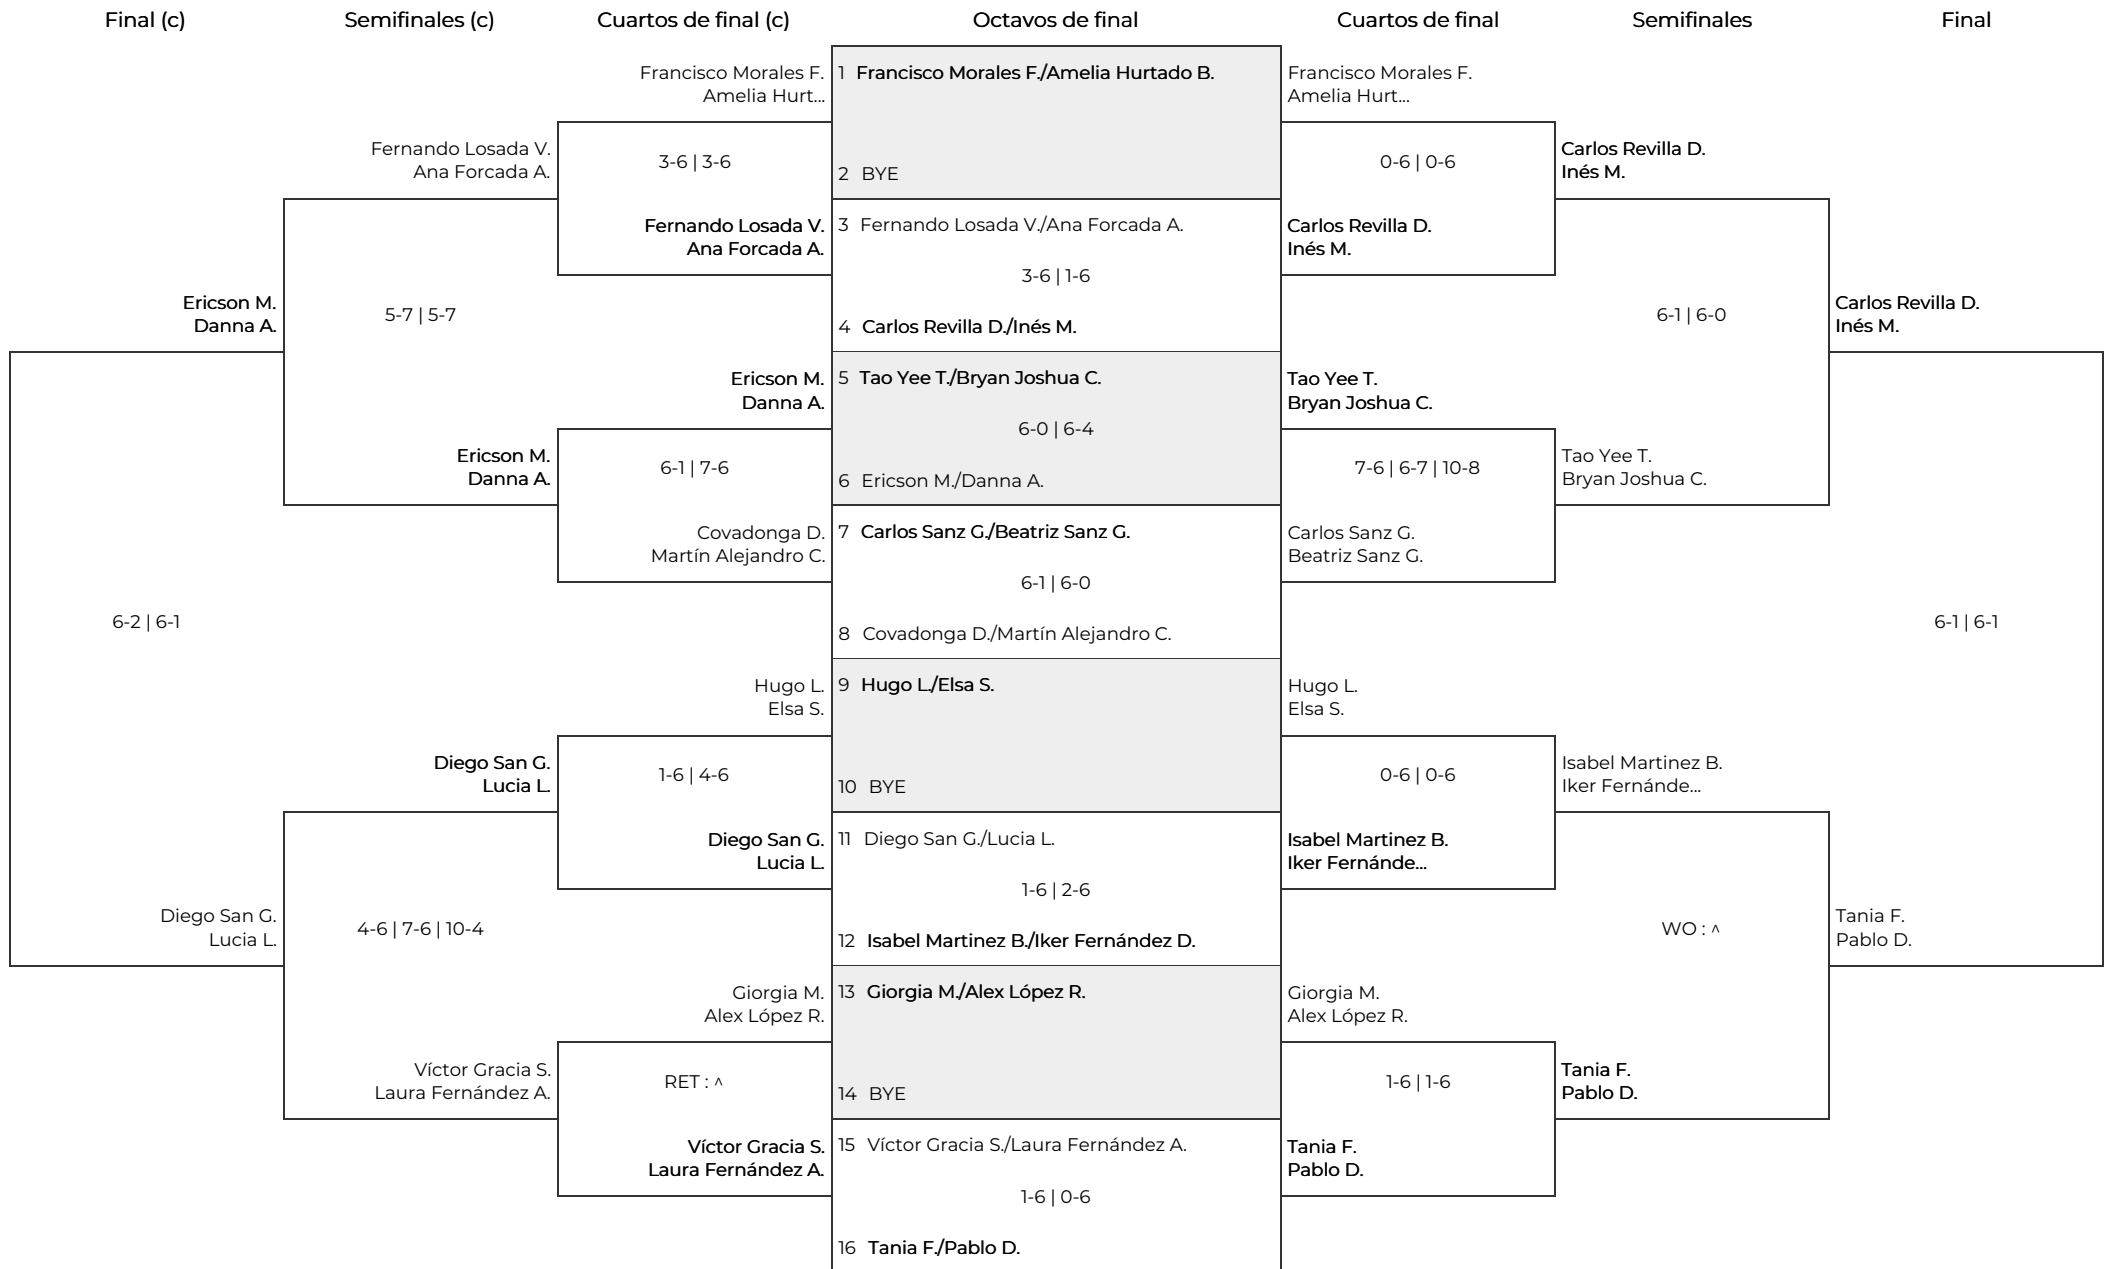 Final (c) Semifinales (c) Cuartos de final (c) Octavos de final Cuartos de final Semifinales Final
Francisco Morales F.
Amelia Hurt...
3-6 | 3-6
Fernando Losada V.
Ana Forcada A.
Fernando Losada V.
Ana Forcada A.
5-7 | 5-7
Ericson M.
Danna A.
Ericson M.
Danna A.
6-1 | 7-6
Covadonga D.
Martín Alejandro C.
Ericson M.
Danna A.
6-2 | 6-1
Hugo L.
Elsa S.
1-6 | 4-6
Diego San G.
Lucia L.
Diego San G.
Lucia L.
4-6 | 7-6 | 10-4
Diego San G.
Lucia L.
Giorgia M.
Alex López R.
RET : ^
Víctor Gracia S.
Laura Fernández A.
Víctor Gracia S.
Laura Fernández A.
1 Francisco Morales F./Amelia Hurtado B.
2 BYE
3 Fernando Losada V./Ana Forcada A.
3-6 | 1-6
4 Carlos Revilla D./Inés M.
5 Tao Yee T./Bryan Joshua C.
6-0 | 6-4
6 Ericson M./Danna A.
7 Carlos Sanz G./Beatriz Sanz G.
6-1 | 6-0
8 Covadonga D./Martín Alejandro C.
9 Hugo L./Elsa S.
10 BYE
11 Diego San G./Lucia L.
1-6 | 2-6
12 Isabel Martinez B./Iker Fernández D.
13 Giorgia M./Alex López R.
14 BYE
15 Víctor Gracia S./Laura Fernández A.
1-6 | 0-6
16 Tania F./Pablo D.
Francisco Morales F.
Amelia Hurt...
0-6 | 0-6
Carlos Revilla D.
Inés M.
Tao Yee T.
Bryan Joshua C.
7-6 | 6-7 | 10-8
Carlos Sanz G.
Beatriz Sanz G.
Hugo L.
Elsa S.
0-6 | 0-6
Isabel Martinez B.
Iker Fernánde...
Giorgia M.
Alex López R.
1-6 | 1-6
Tania F.
Pablo D.
Carlos Revilla D.
Inés M.
6-1 | 6-0
Tao Yee T.
Bryan Joshua C.
Isabel Martinez B.
Iker Fernánde...
WO : ^
Tania F.
Pablo D.
Carlos Revilla D.
Inés M.
6-1 | 6-1
Tania F.
Pablo D.